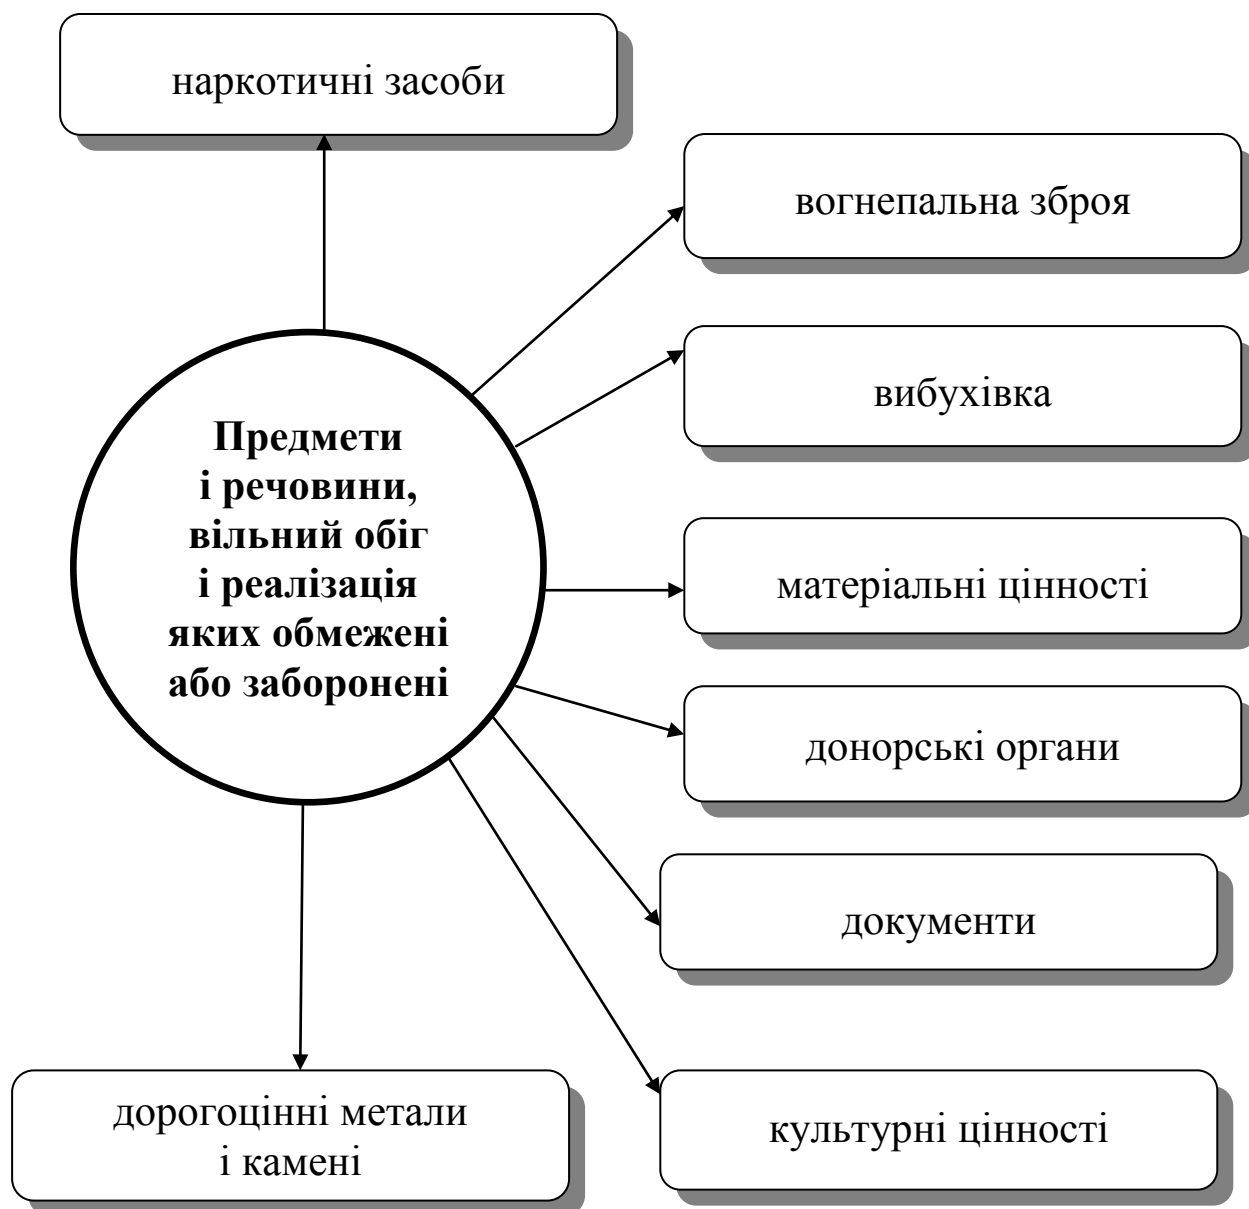 наркотичні засоби
вогнепальна зброя
вибухівка
Предмети
і речовини,
вільний обіг
і реалізація
яких обмежені
або заборонені
матеріальні цінності
донорські органи
документи
дорогоцінні метали
і камені
культурні цінності